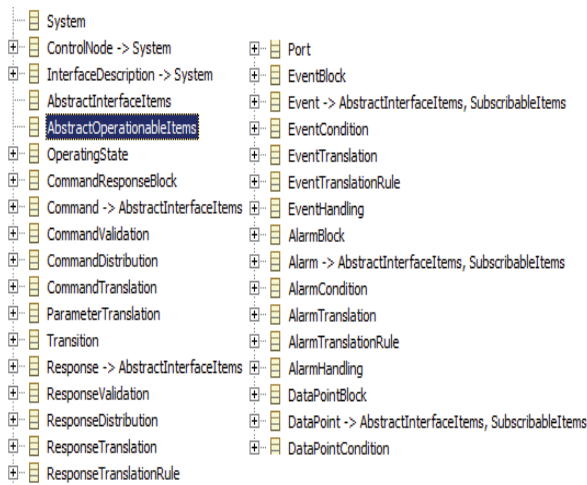 System
ControlNode -> System
InterfaceDescription -> System
AbstractInterfaceItems
AbstractOperationableItems
OperatingState
CommandResponseBlock
Command -> AbstractInterfaceItems
CommandValidation
CommandDistribution
CommandTranslation
ParameterTranslation
Transition
Response -> AbstractInterfaceItems
ResponseValidation
ResponseDistribution
ResponseTranslation
ResponseTranslationRule
Port
EventBlock
Event -> AbstractInterfaceItems, SubscribableItems
EventCondition
EventTranslation
EventTranslationRule
EventHandling
AlarmBlock
Alarm -> AbstractInterfaceItems, SubscribableItems
AlarmCondition
AlarmTranslation
AlarmTranslationRule
AlarmHandling
DataPointBlock
DataPoint -> AbstractInterfaceItems, SubscribableItems
DataPointCondition